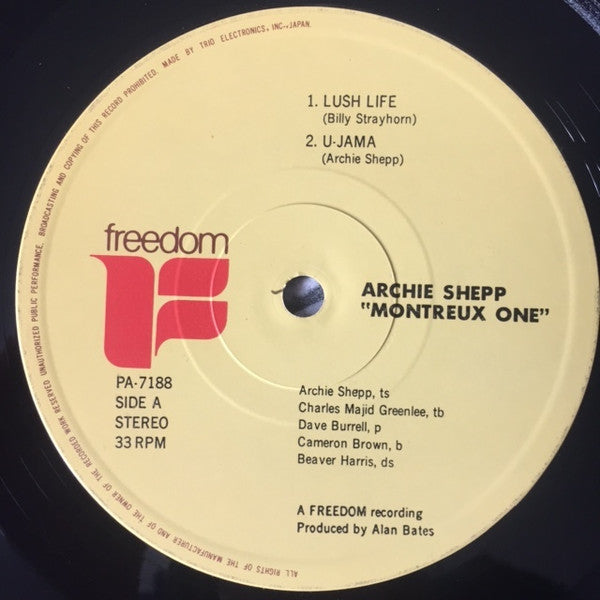 ALL RIGHTS OF THE MANUFACTURER AND OF THE OWNER OF THE RECORDED WORK RESERVED UNAUTHORIZED PUBLIC PERFORMANCE, BROADCASTING AND COPYING OF THIS RECORD PROHIBITED. MADE BY TRIO ELECTRONICS, INC., JAPAN.
1. LUSH LIFE
(Billy Strayhorn)
2. U·JAMA
(Archie Shepp)
freedom
ARCHIE SHEPP
"MONTREUX ONE"
PA-7188
SIDE A
STEREO
33 RPM
Archie Shepp, ts
Charles Majid Greenlee, tb
Dave Burrell, p
Cameron Brown, b
Beaver Harris, ds
A FREEDOM recording
Produced by Alan Bates